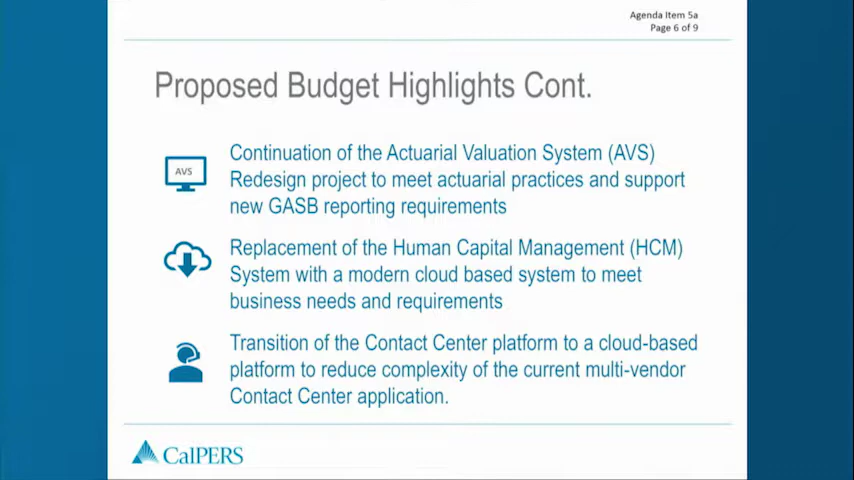 Agenda Item 5a
Page 6 of 9
Proposed Budget Highlights Cont.
AVS
Continuation of the Actuarial Valuation System (AVS)
Redesign project to meet actuarial practices and support
new GASB reporting requirements
Replacement of the Human Capital Management (HCM)
System with a modern cloud based system to meet
business needs and requirements
Transition of the Contact Center platform to a cloud-based
platform to reduce complexity of the current multi-vendor
Contact Center application.
CalPERS